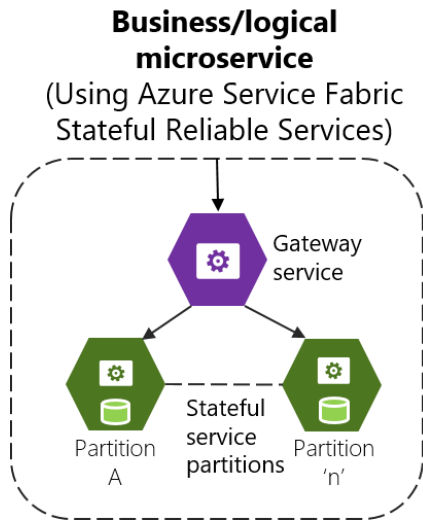 Business/logical
microservice
(Using Azure Service Fabric
Stateful Reliable Services)
Gateway
service
Stateful
service
partitions
Partition
A
Partition
‘n’